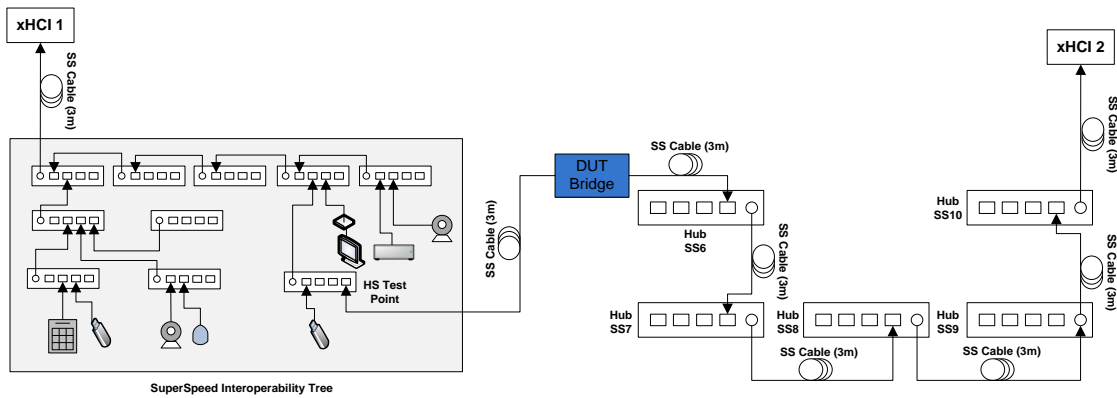 xHCI 1
SS Cable (3m)
xHCI 2
SS Cable (3m)
DUT
Bridge
SS Cable (3m)
SS Cable (3m)
Hub
SS6
SS Cable (3m)
Hub
SS10
HS Test
Point
Hub
SS7
Hub
SS8
Hub
SS9
SS Cable (3m)
SS Cable (3m)
SS Cable (3m)
SuperSpeed Interoperability Tree